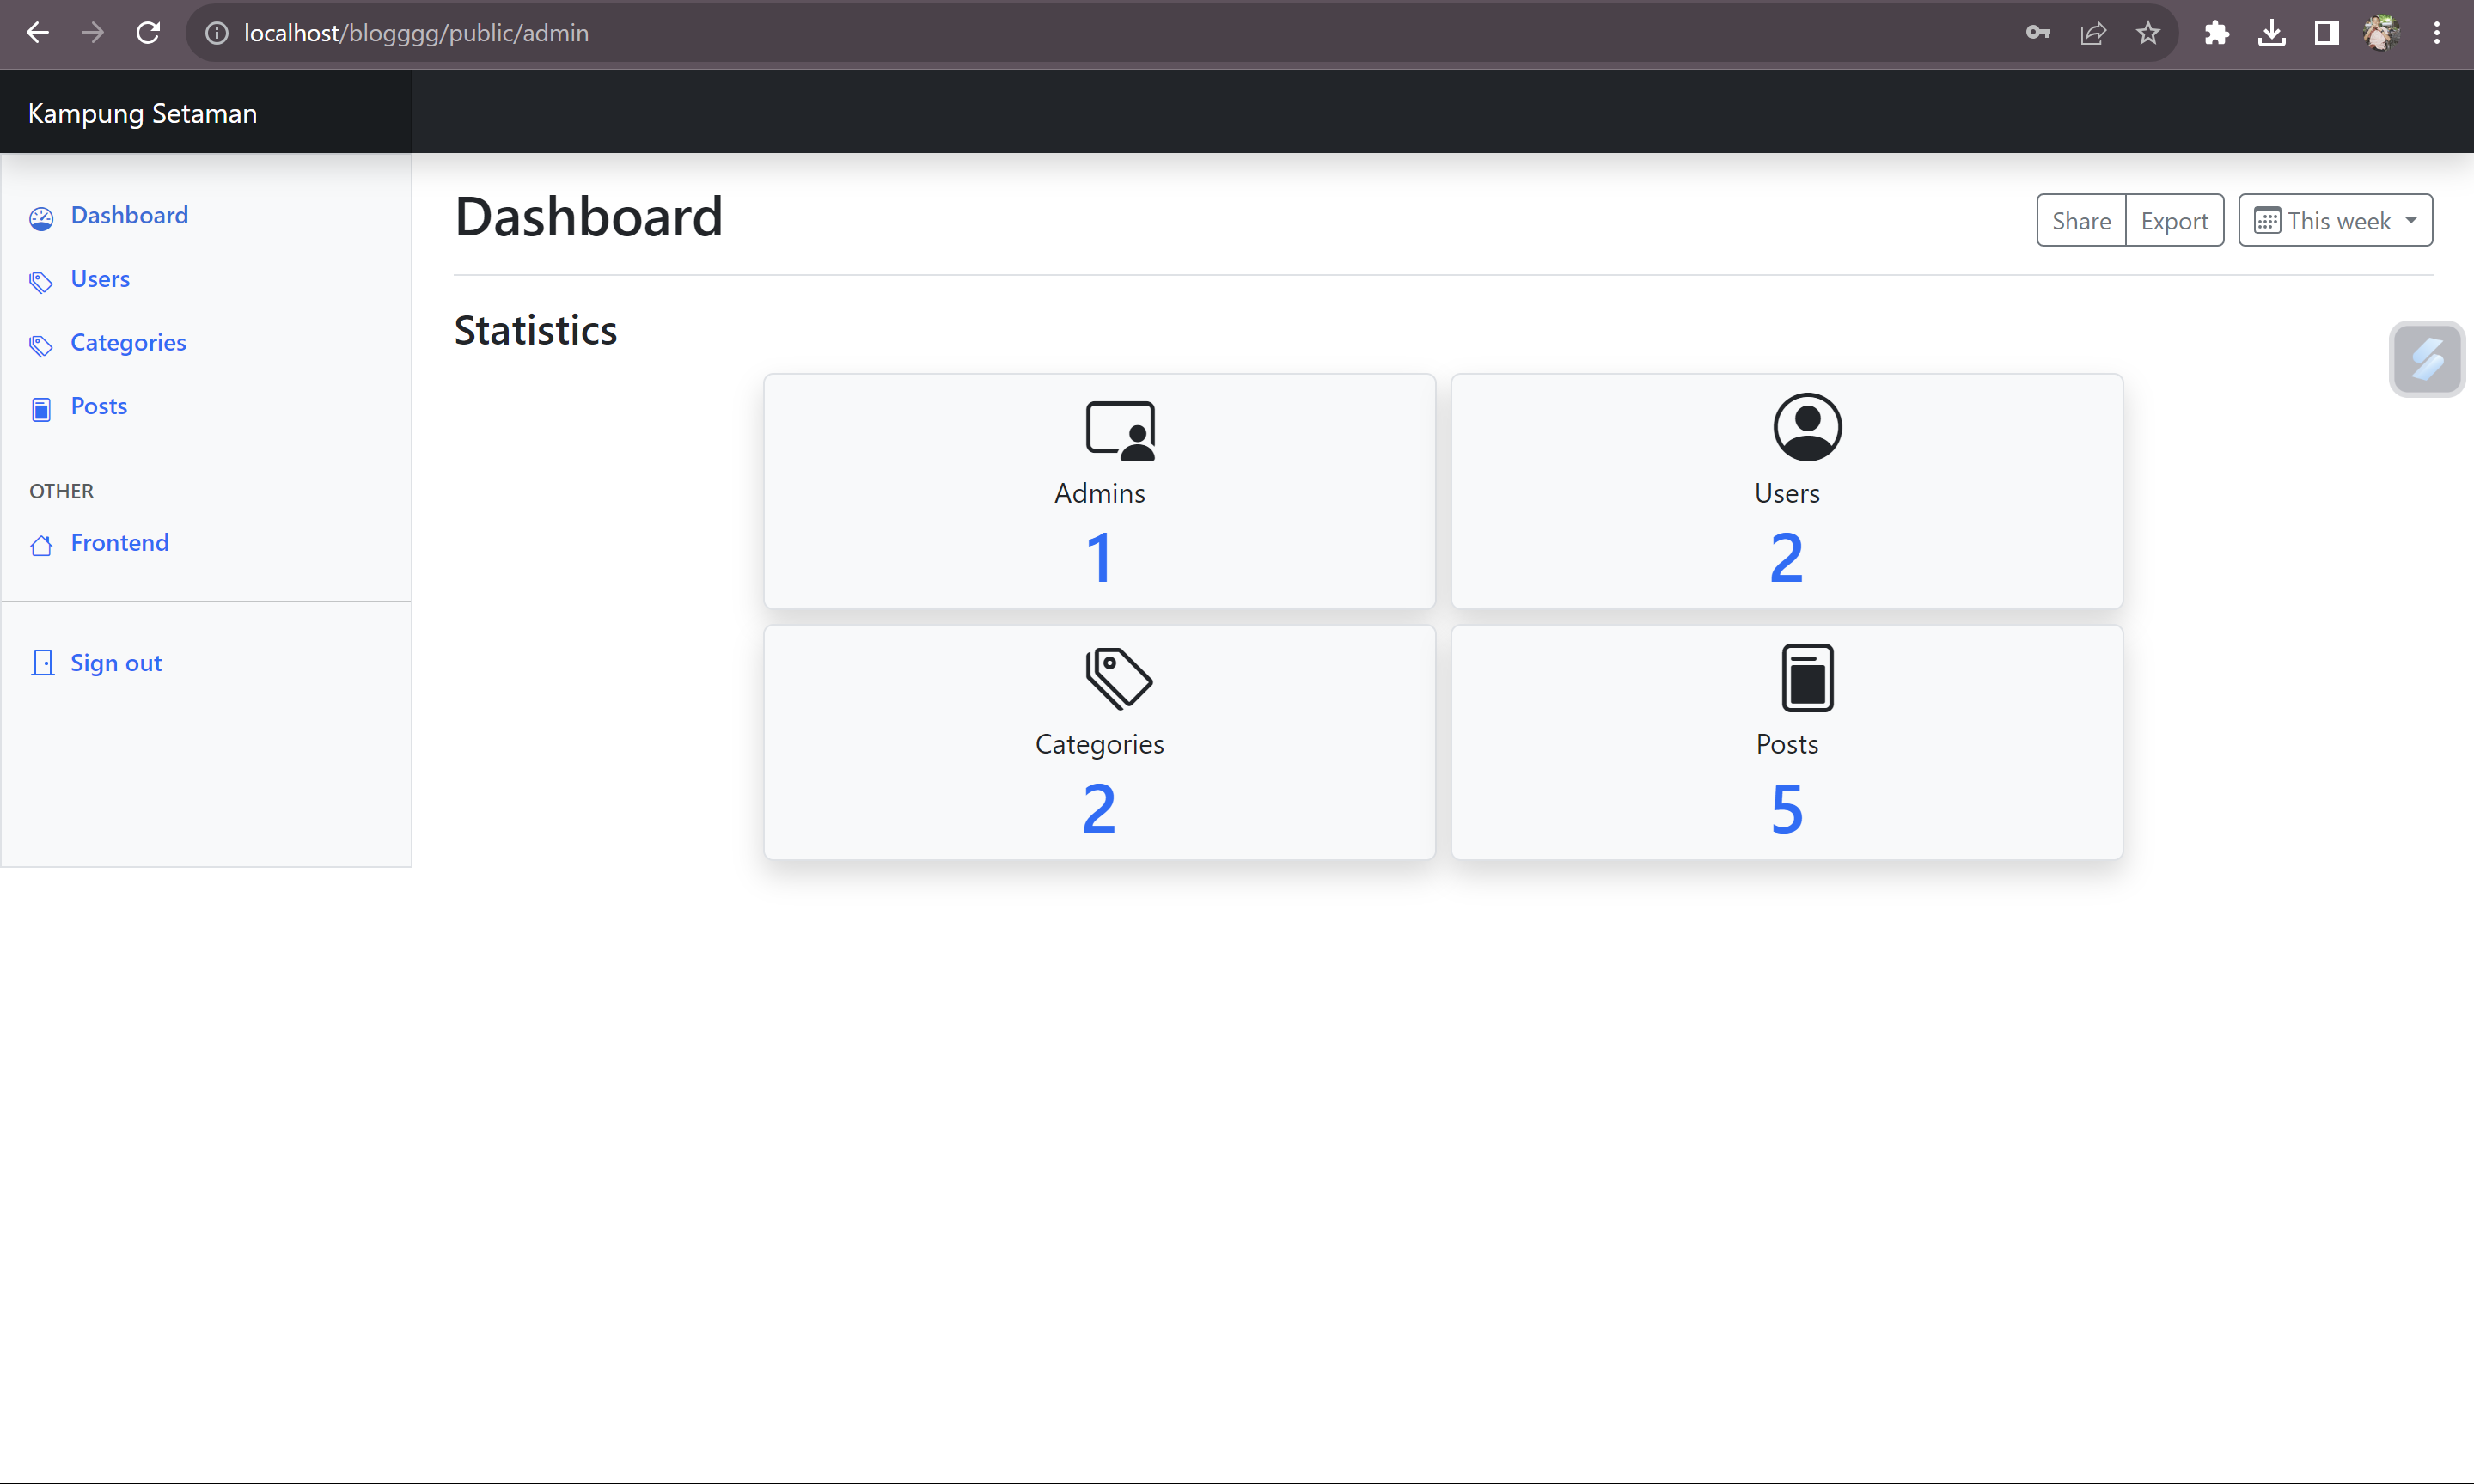 localhost/blogggg/public/admin
Kampung Setaman
Dashboard
Users
Categories
Posts
OTHER
Frontend
Sign out
Dashboard
Share
Export
This week
Statistics
Admins
1
Users
2
Categories
2
Posts
5